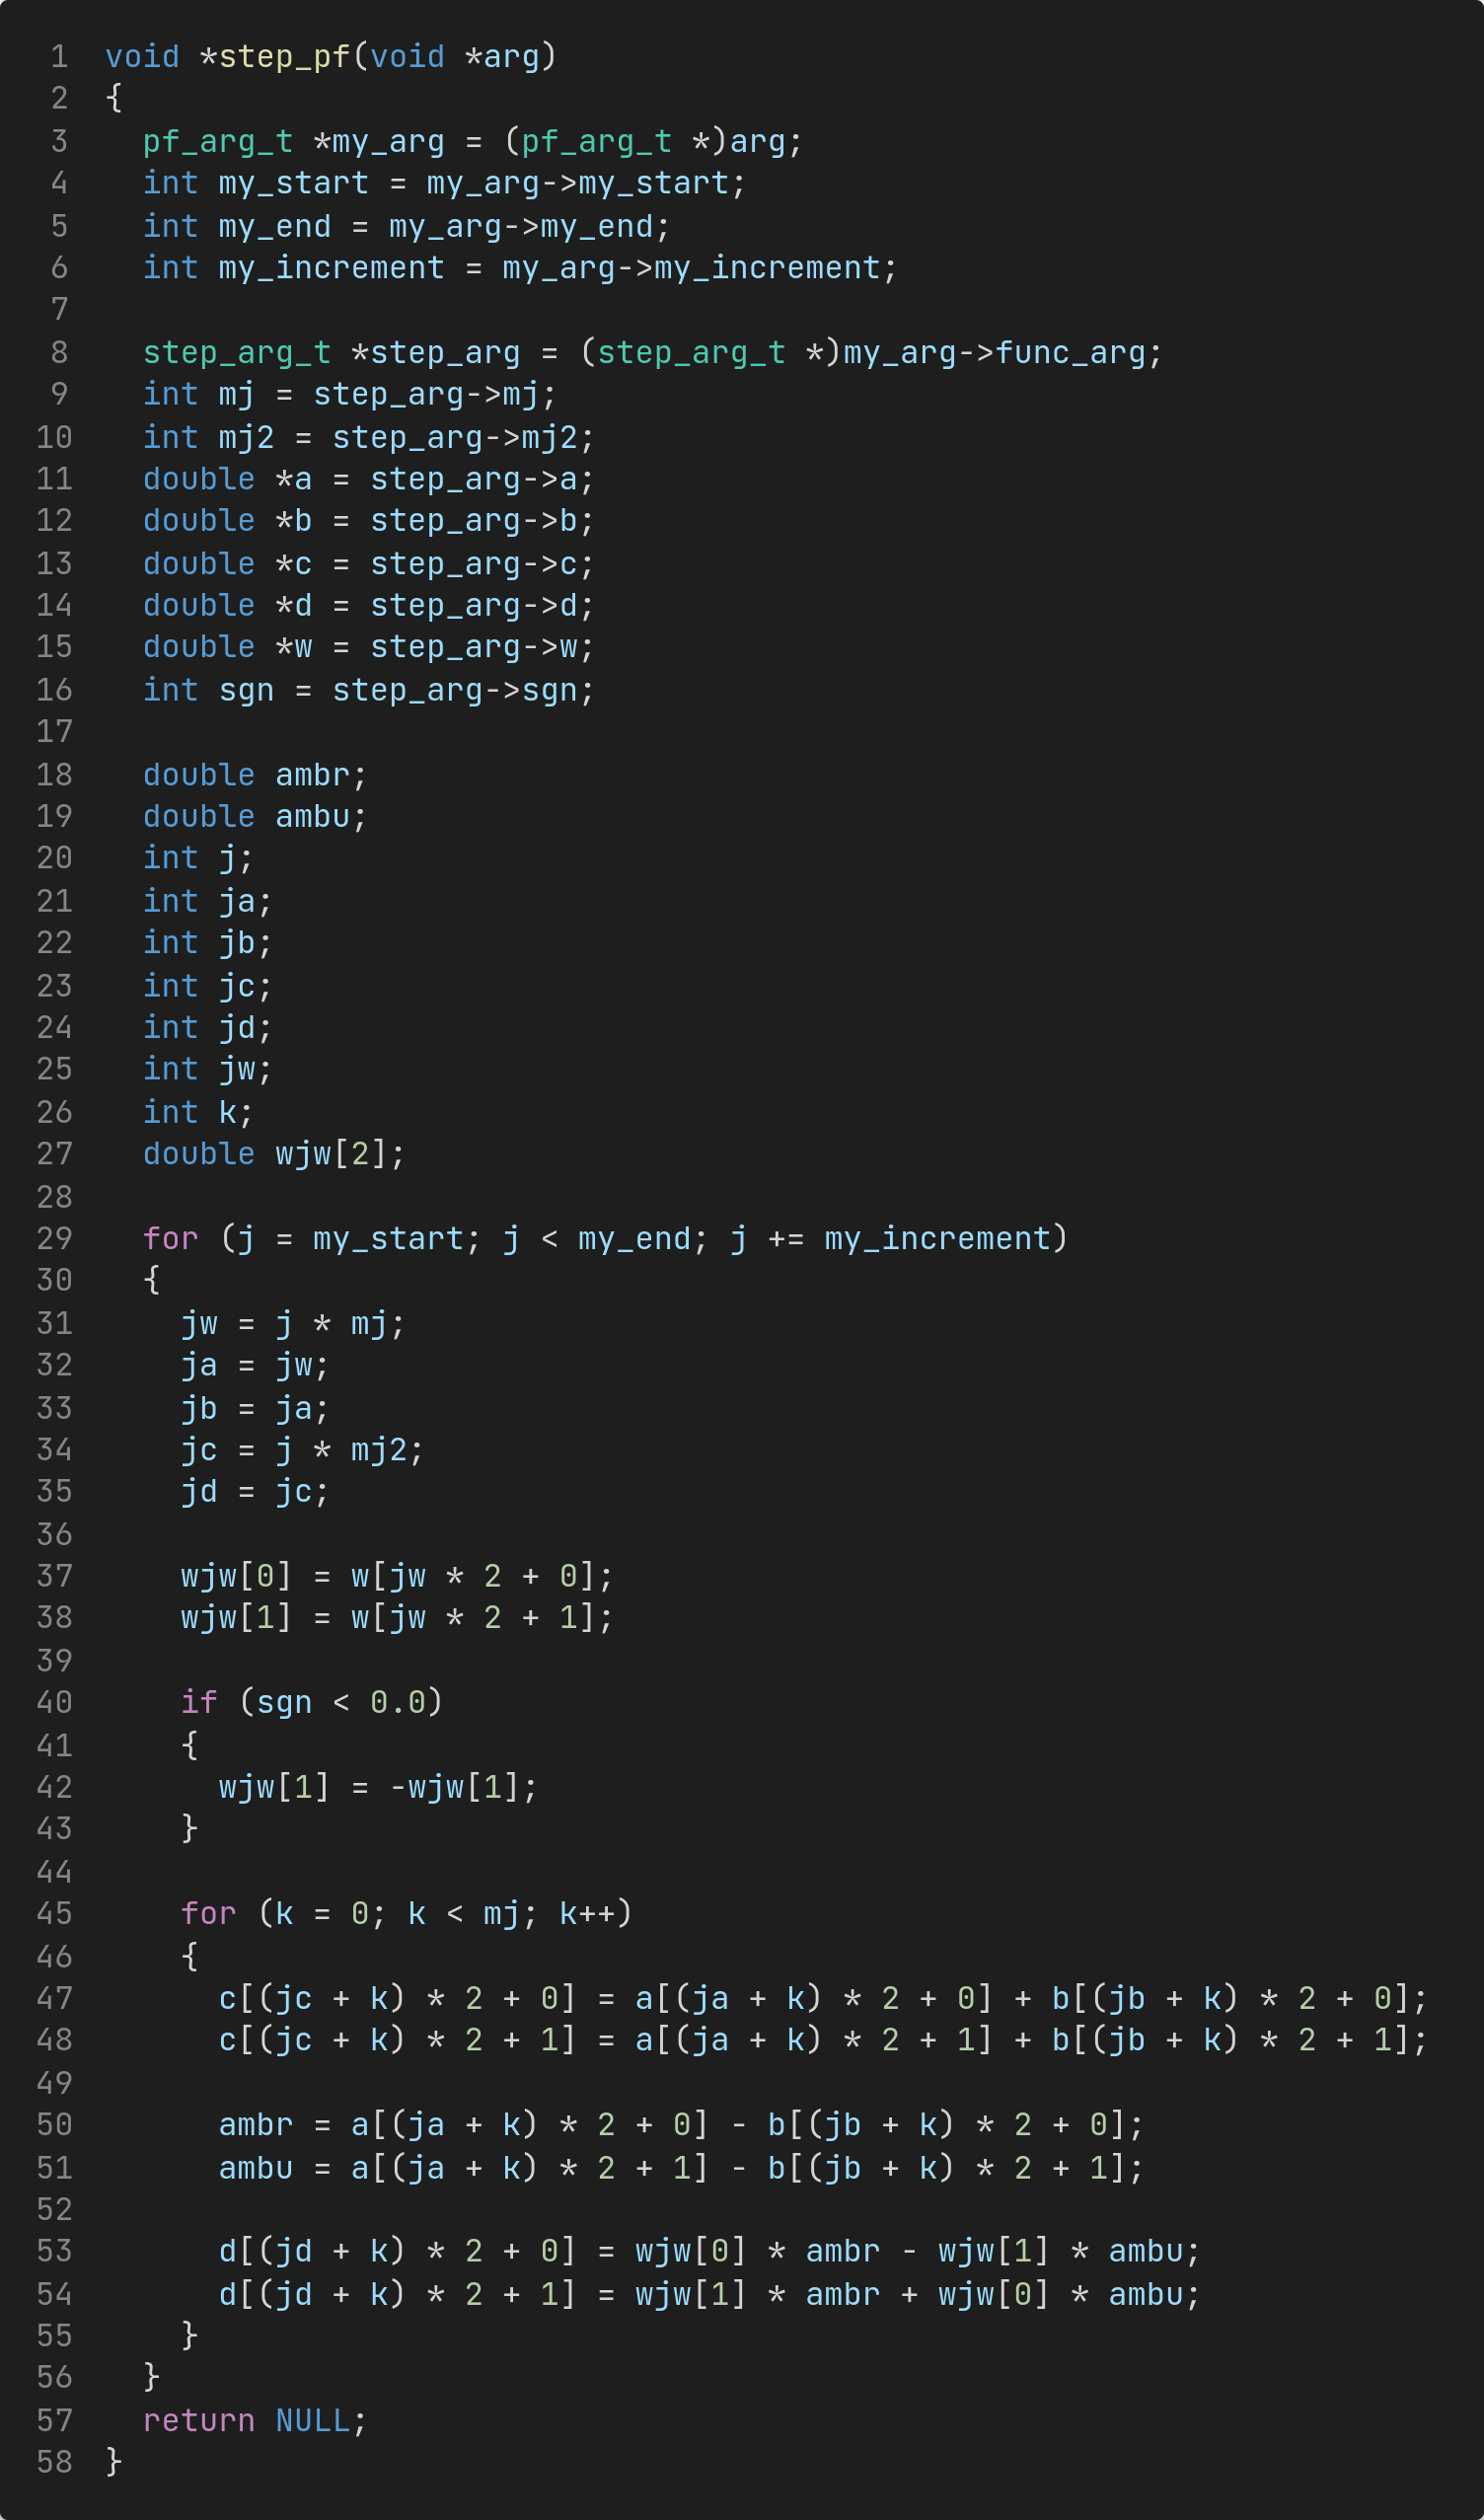 1 void *step_pf(void *arg)
2 {
3   pf_arg_t *my_arg = (pf_arg_t *)arg;
4   int my_start = my_arg->my_start;
5   int my_end = my_arg->my_end;
6   int my_increment = my_arg->my_increment;
7
8   step_arg_t *step_arg = (step_arg_t *)my_arg->func_arg;
9   int mj = step_arg->mj;
10   int mj2 = step_arg->mj2;
11   double *a = step_arg->a;
12   double *b = step_arg->b;
13   double *c = step_arg->c;
14   double *d = step_arg->d;
15   double *w = step_arg->w;
16   int sgn = step_arg->sgn;
17
18   double ambr;
19   double ambu;
20   int j;
21   int ja;
22   int jb;
23   int jc;
24   int jd;
25   int jw;
26   int k;
27   double wjw[2];
28
29   for (j = my_start; j < my_end; j += my_increment)
30   {
31     jw = j * mj;
32     ja = jw;
33     jb = ja;
34     jc = j * mj2;
35     jd = jc;
36
37     wjw[0] = w[jw * 2 + 0];
38     wjw[1] = w[jw * 2 + 1];
39
40     if (sgn < 0.0)
41     {
42       wjw[1] = -wjw[1];
43     }
44
45     for (k = 0; k < mj; k++)
46     {
47       c[(jc + k) * 2 + 0] = a[(ja + k) * 2 + 0] + b[(jb + k) * 2 + 0];
48       c[(jc + k) * 2 + 1] = a[(ja + k) * 2 + 1] + b[(jb + k) * 2 + 1];
49
50       ambr = a[(ja + k) * 2 + 0] - b[(jb + k) * 2 + 0];
51       ambu = a[(ja + k) * 2 + 1] - b[(jb + k) * 2 + 1];
52
53       d[(jd + k) * 2 + 0] = wjw[0] * ambr - wjw[1] * ambu;
54       d[(jd + k) * 2 + 1] = wjw[1] * ambr + wjw[0] * ambu;
55     }
56   }
57   return NULL;
58 }